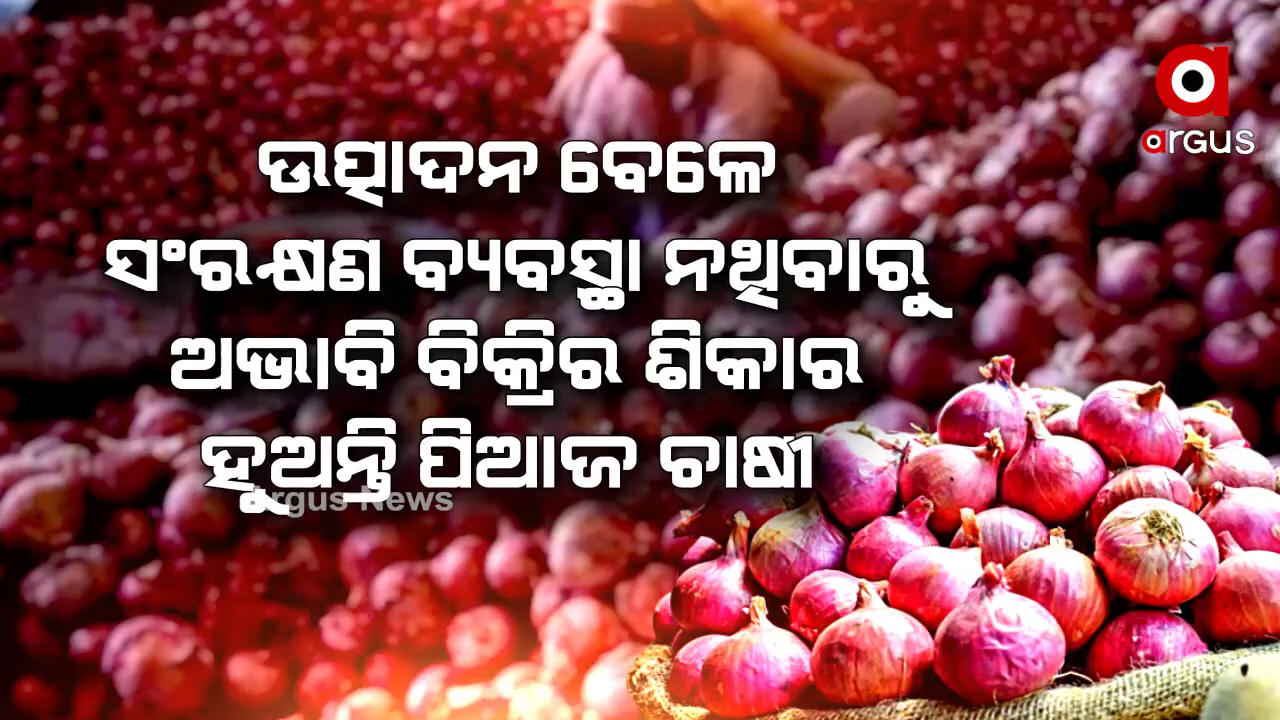 argus
ଉତ୍ପାଦନ ବେଳେ
ସଂରକ୍ଷଣ ବ୍ୟବସ୍ଥା ନଥିବାରୁ
ଅଭାବି ବିକ୍ରିର ଶିକାର
ହୁଅନ୍ତି ପିଆଜ ଚାଷୀ
Argus News